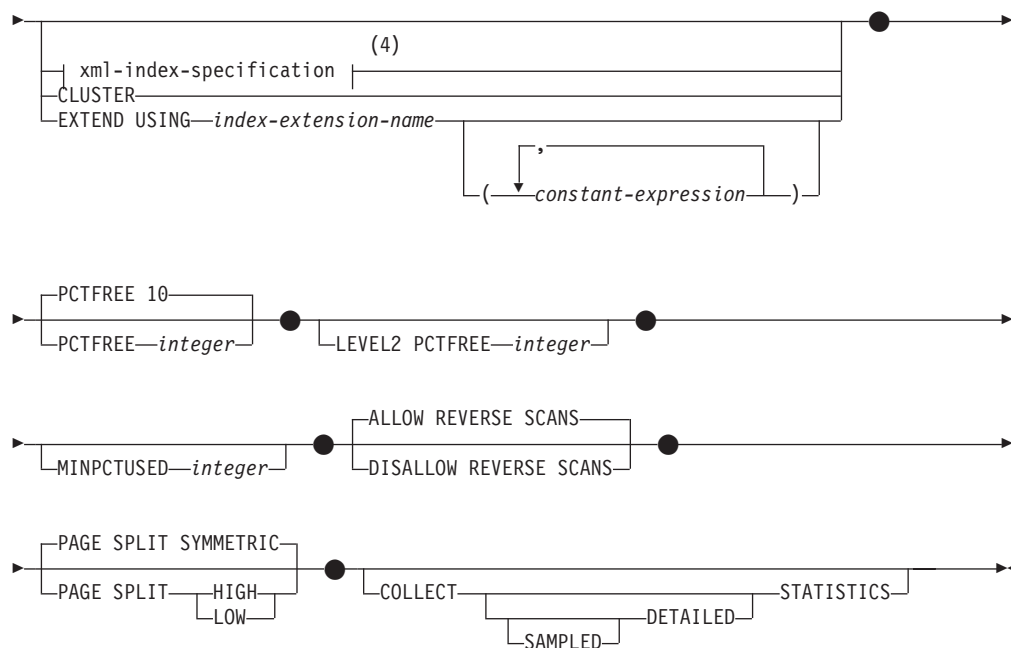 (4)
xml-index-specification
CLUSTER
EXTEND USING index-extension-name
,
( constant-expression )
PCTFREE 10
PCTFREE integer
LEVEL2 PCTFREE integer
MINPCTUSED integer
ALLOW REVERSE SCANS
DISALLOW REVERSE SCANS
PAGE SPLIT SYMMETRIC
PAGE SPLIT HIGH
LOW
COLLECT STATISTICS
DETAILED
SAMPLED